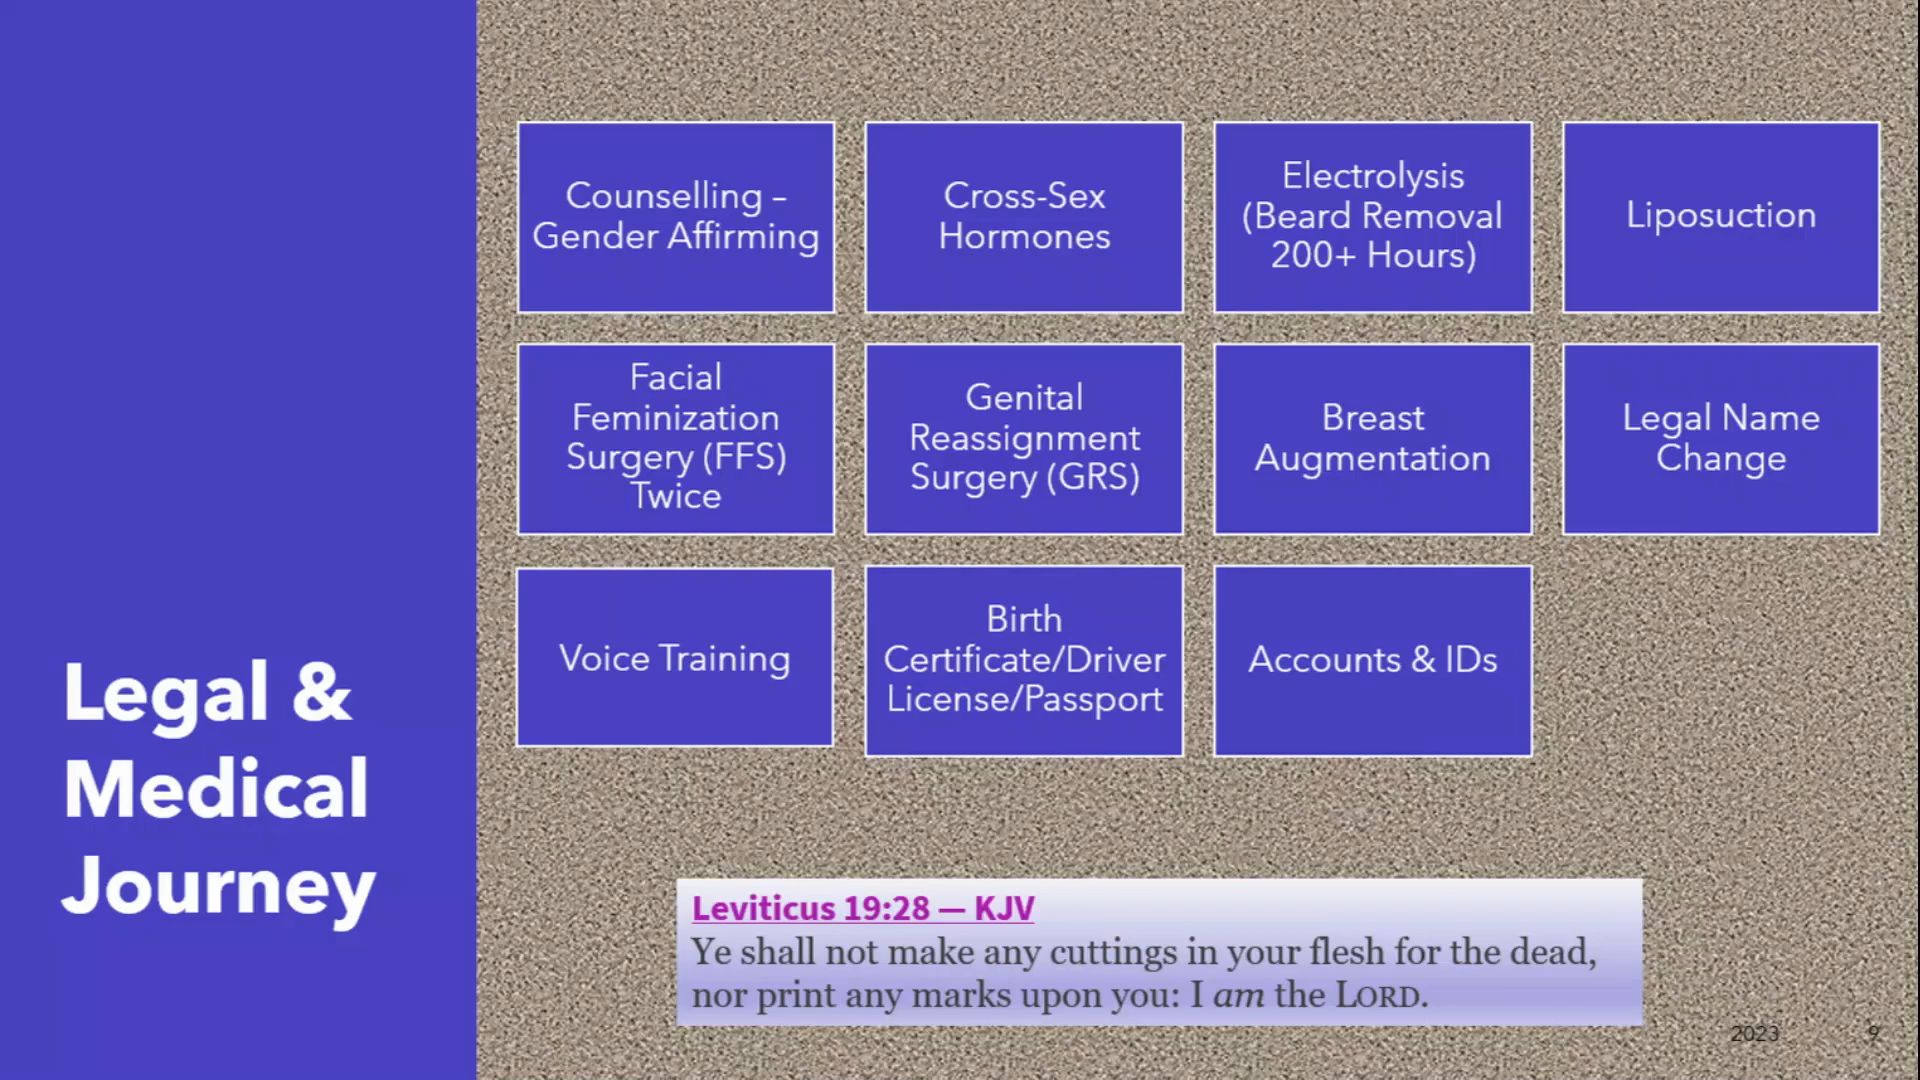 Legal &
Medical
Journey
Counselling –
Gender Affirming
Cross-Sex
Hormones
Electrolysis
(Beard Removal
200+ Hours)
Liposuction
Facial
Feminization
Surgery (FFS)
Twice
Genital
Reassignment
Surgery (GRS)
Breast
Augmentation
Legal Name
Change
Voice Training
Birth
Certificate/Driver
License/Passport
Accounts & IDs
Leviticus 19:28 — KJV
Ye shall not make any cuttings in your flesh for the dead,
nor print any marks upon you: I am the LORD.
2023
9